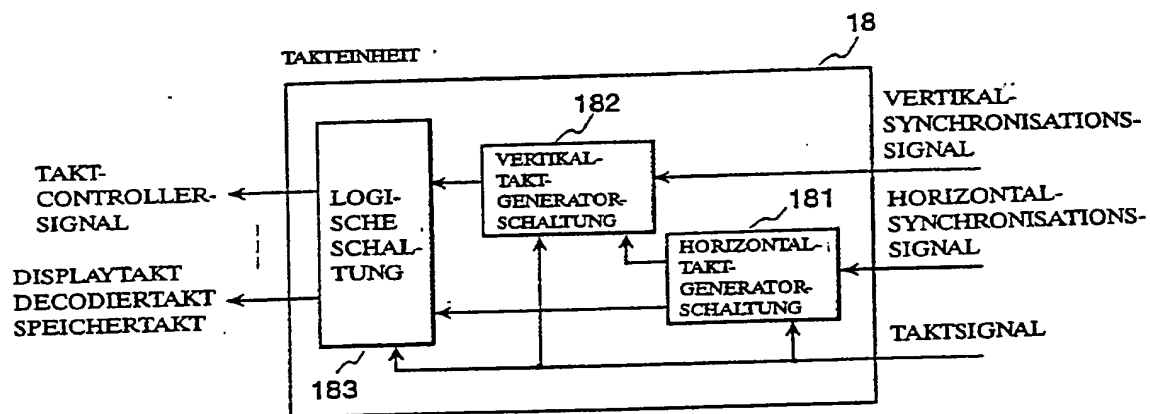 18
TAKTEINHEIT
182
VERTIKAL-
SYNCHRONISATIONS-
SIGNAL
VERTIKAL-
TAKT-
GENERATOR-
SCHALTUNG
TAKT-
CONTROLLER-
SIGNAL
LOGI-
SCHE
SCHAL-
TUNG
181
HORIZONTAL-
SYNCHRONISATIONS-
SIGNAL
HORIZONTAL-
TAKT-
GENERATOR-
SCHALTUNG
DISPLAYTAKT
DECODIERTAKT
SPEICHERTAKT
TAKTSIGNAL
183